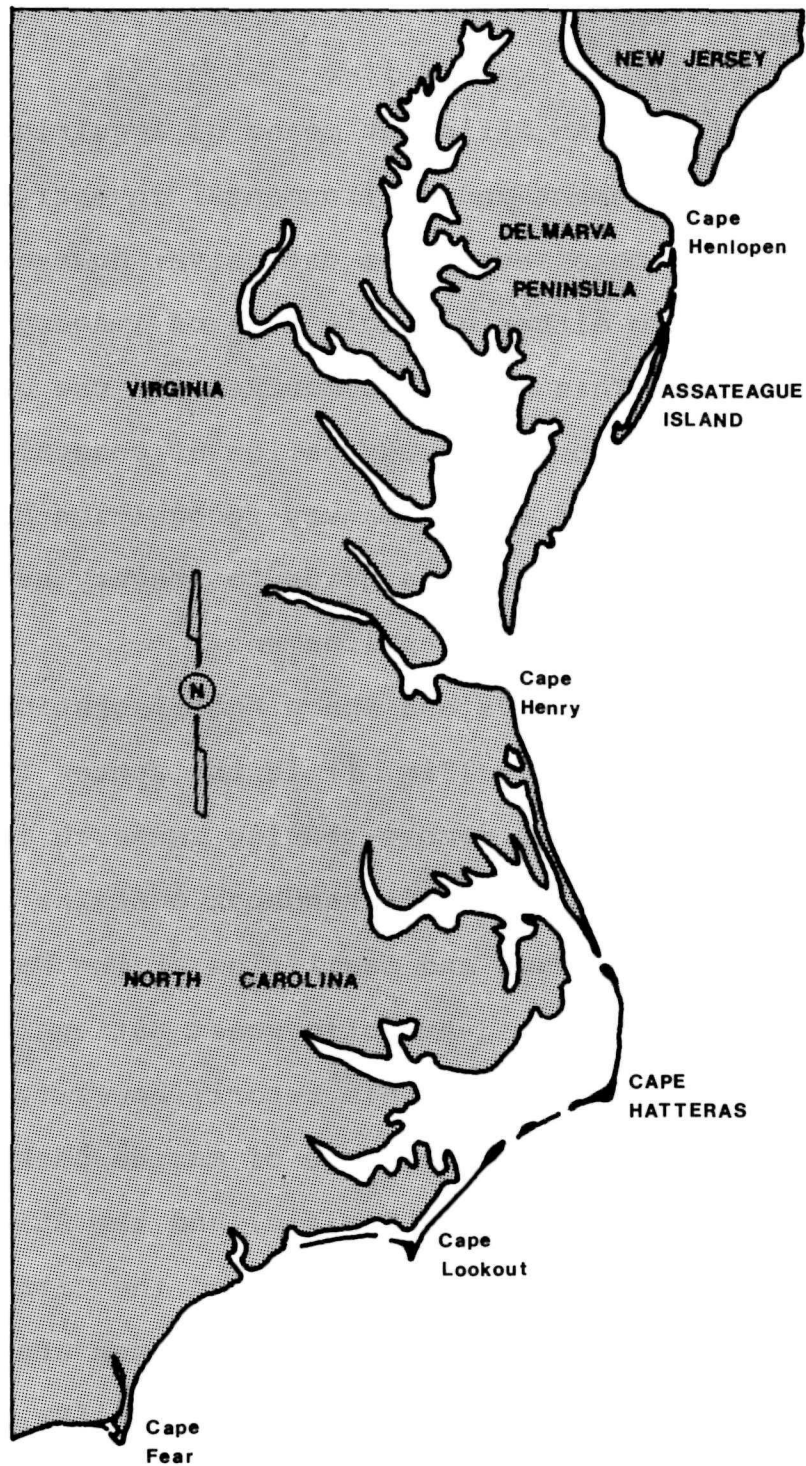 NEW JERSEY
Cape
Henlopen
DELMARVA
PENINSULA
VIRGINIA
ASSATEAGUE
ISLAND
Cape
Henry
N
NORTH CAROLINA
CAPE
HATTERAS
Cape
Lookout
Cape
Fear